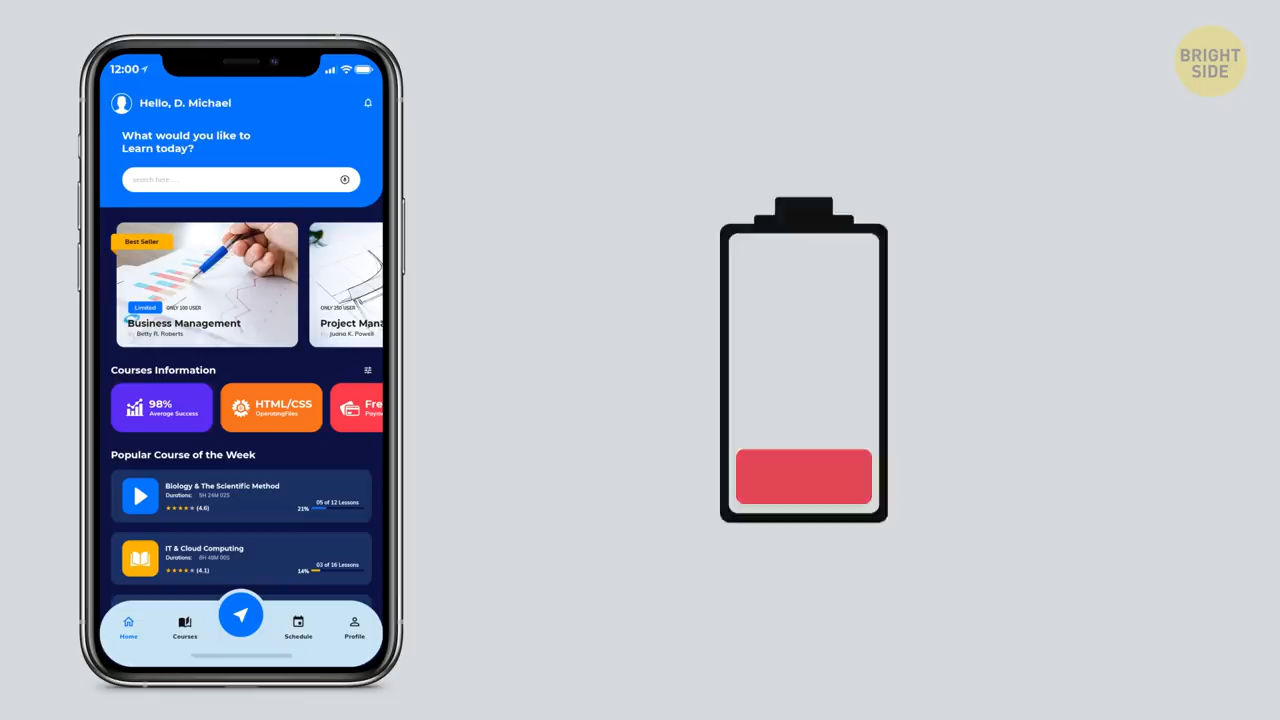 BRIGHT
SIDE
12:00
Hello, D. Michael
What would you like to
Learn today?
search here . . .
Best Seller
Limited ONLY 100 USER
Business Management
by Betty R. Roberts
ONLY 250 USER
Project Mana
Juana K. Powell
Courses Information
98%
Average Success
HTML/CSS
OperatingFiles
Fre
Payme
Popular Course of the Week
Biology & The Scientific Method
Durations: 5H 24M 02S
(4.6)
05 of 12 Lessons
21%
IT & Cloud Computing
Durations: 8H 48M 00S
(4.1)
03 of 16 Lessons
14%
Home
Courses
Schedule
Profile